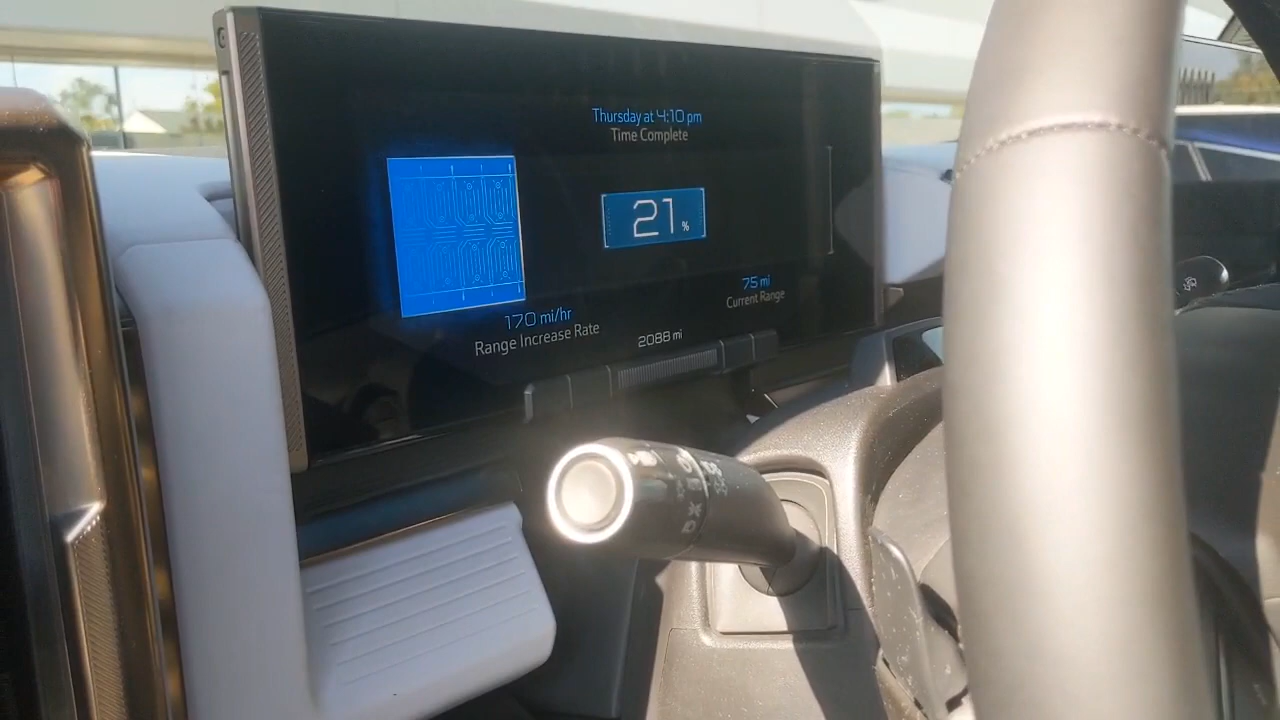 Thursday at 4:10 pm
Time Complete
21 %
75 mi
Current Range
170 mi/hr
Range Increase Rate
2088 mi